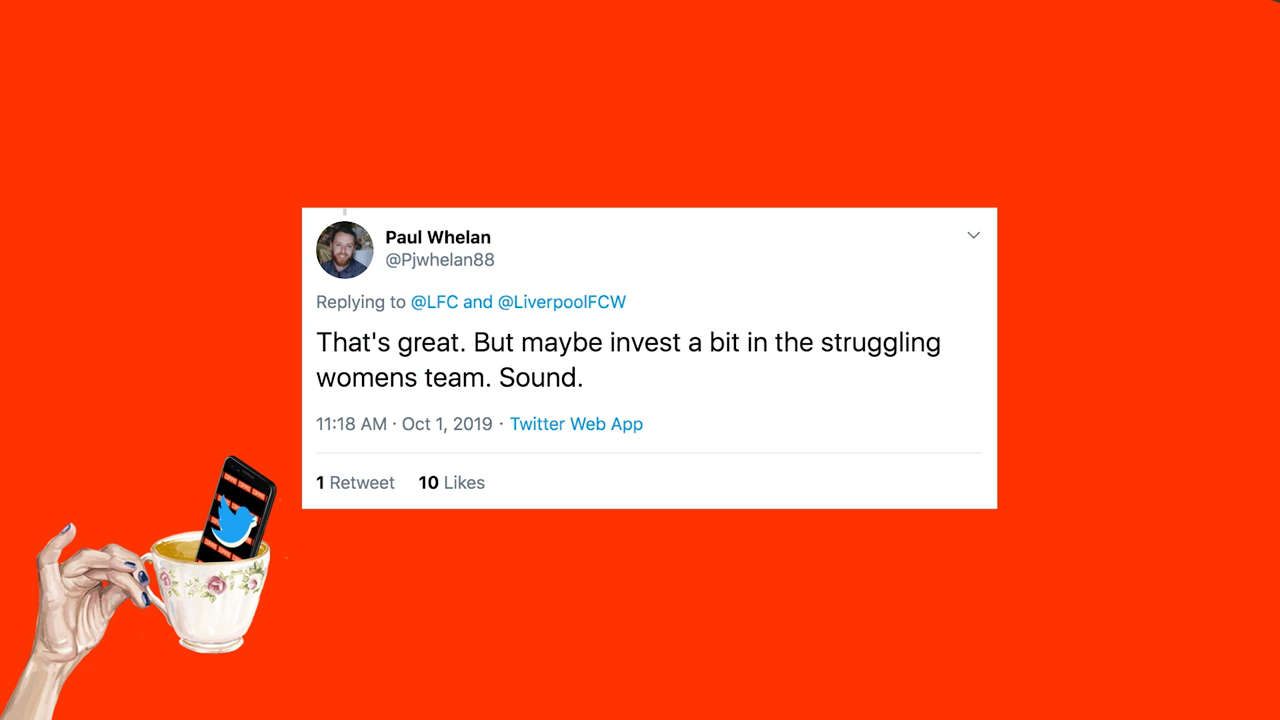 Paul Whelan
@Pjwhelan88
Replying to @LFC and @LiverpoolFCW
That's great. But maybe invest a bit in the struggling
womens team. Sound.
11:18 AM · Oct 1, 2019 · Twitter Web App
1 Retweet 10 Likes